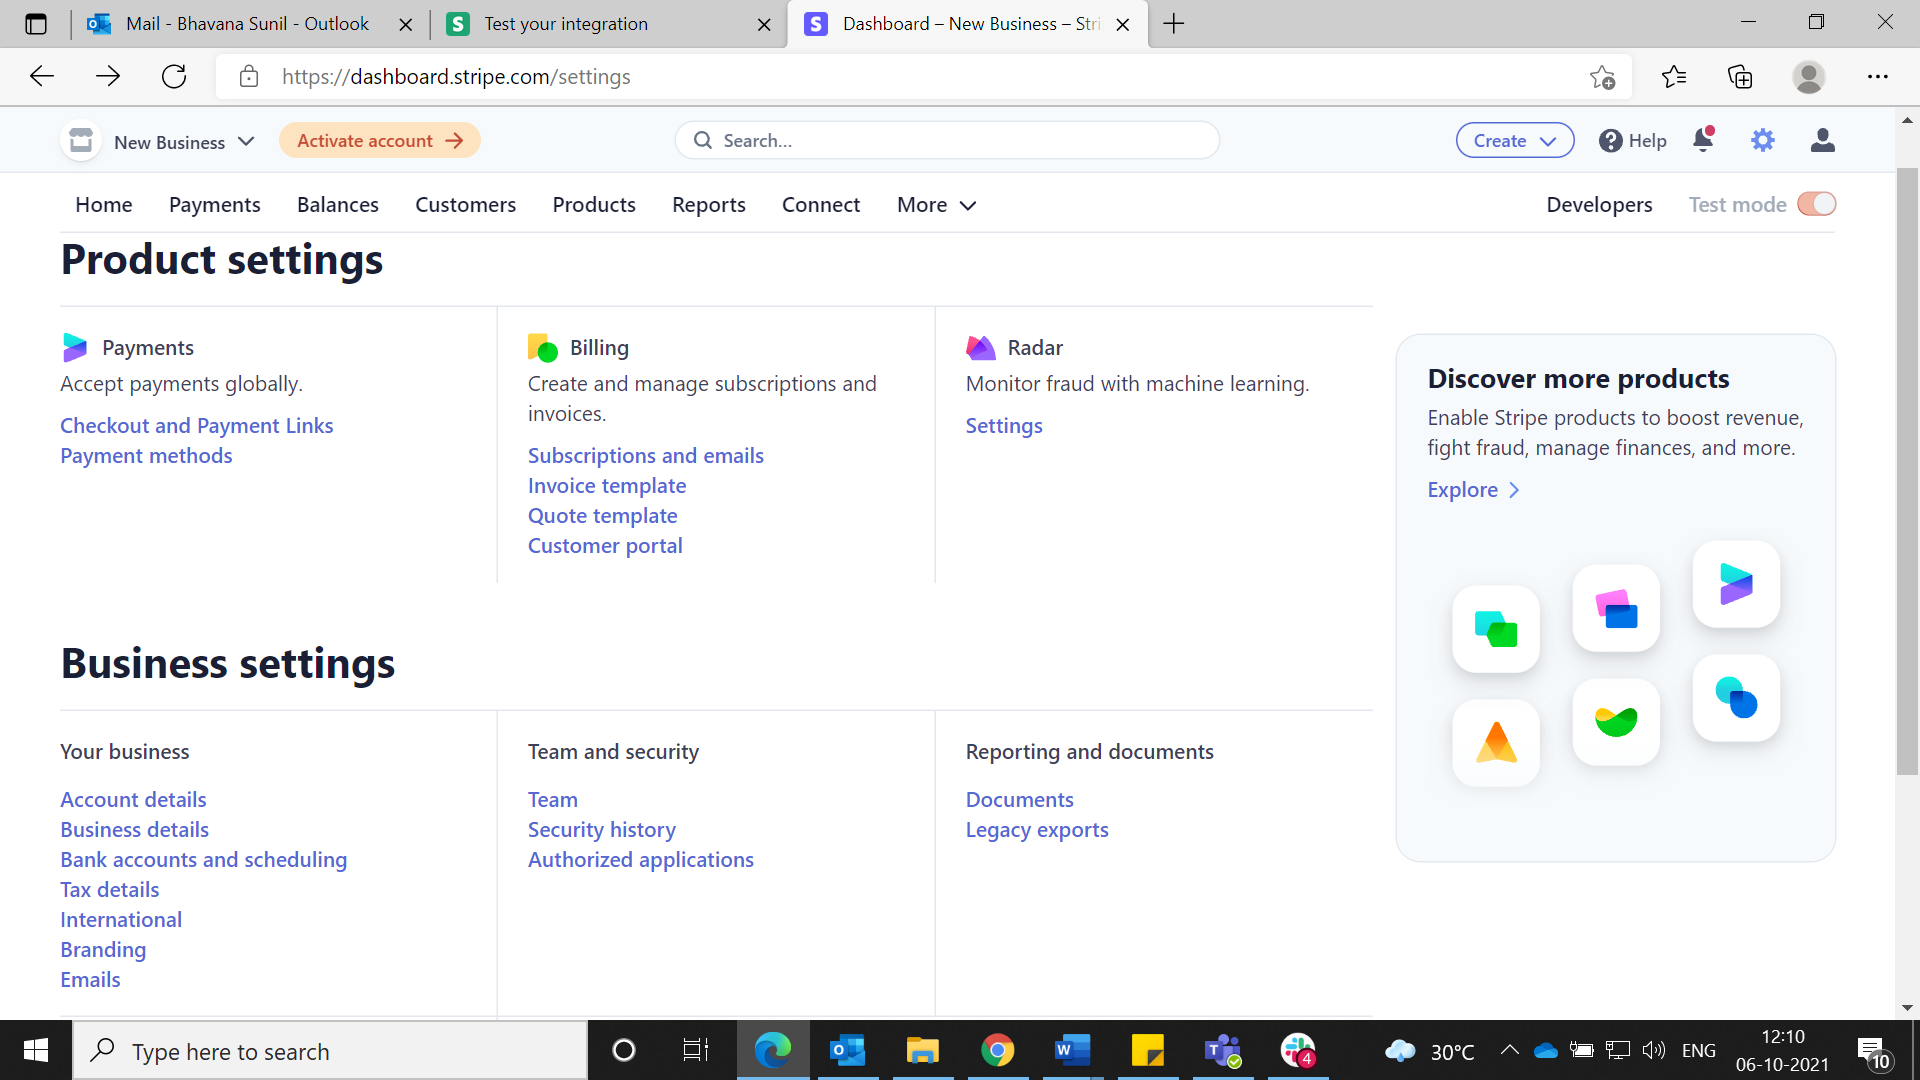 Mail - Bhavana Sunil - Outlook
Test your integration
Dashboard – New Business – Stri
https://dashboard.stripe.com/settings
New Business
Activate account
Search...
Create
Help
Home
Payments
Balances
Customers
Products
Reports
Connect
More
Developers
Test mode
Product settings
Payments
Accept payments globally.
Checkout and Payment Links
Payment methods
Billing
Create and manage subscriptions and
invoices.
Subscriptions and emails
Invoice template
Quote template
Customer portal
Radar
Monitor fraud with machine learning.
Settings
Discover more products
Enable Stripe products to boost revenue,
fight fraud, manage finances, and more.
Explore
Business settings
Your business
Account details
Business details
Bank accounts and scheduling
Tax details
International
Branding
Emails
Team and security
Team
Security history
Authorized applications
Reporting and documents
Documents
Legacy exports
Type here to search
4
30°C
ENG
12:10
06-10-2021
10